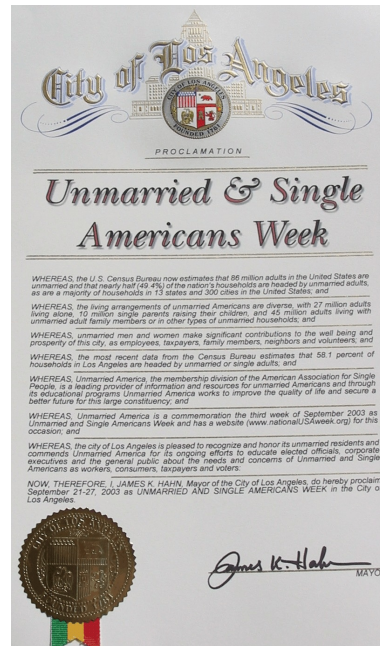 City of Los Angeles
CITY OF LOS ANGELES
FOUNDED 1781
PROCLAMATION
Unmarried & Single
Americans Week
WHEREAS, the U.S. Census Bureau now estimates that 86 million adults in the United States are
unmarried and that nearly half (49.4%) of the nation's households are headed by unmarried adults,
as are a majority of households in 13 states and 300 cities in the United States; and
WHEREAS, the living arrangements of unmarried Americans are diverse, with 27 million adults
living alone, 10 million single parents raising their children, and 45 million adults living with
unmarried adult family members or in other types of unmarried households; and
WHEREAS, unmarried men and women make significant contributions to the well being and
prosperity of this city, as employees, taxpayers, family members, neighbors and volunteers; and
WHEREAS, the most recent data from the Census Bureau estimates that 58.1 percent of
households in Los Angeles are headed by unmarried or single adults; and
WHEREAS, Unmarried America, the membership division of the American Association for Single
People, is a leading provider of information and resources for unmarried Americans and through
its educational programs Unmarried America works to improve the quality of life and secure a
better future for this large constituency; and
WHEREAS, Unmarried America is a commemoration the third week of September 2003 as
Unmarried and Single Americans Week and has a website (www.nationalUSAweek.org) for this
occasion; and
WHEREAS, the city of Los Angeles is pleased to recognize and honor its unmarried residents and
commends Unmarried America for its ongoing efforts to educate elected officials, corporate
executives and the general public about the needs and concerns of Unmarried and Single
Americans as workers, consumers, taxpayers and voters:
NOW, THEREFORE, I, JAMES K. HAHN, Mayor of the City of Los Angeles, do hereby proclaim
September 21-27, 2003 as UNMARRIED AND SINGLE AMERICANS WEEK in the City of
Los Angeles.
James K. Hahn
MAYO